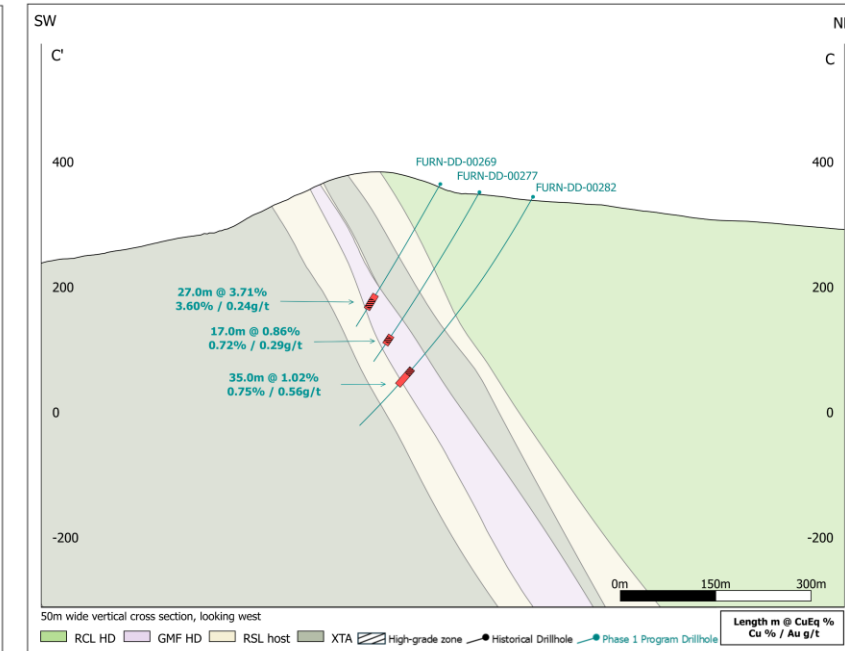 SW
NE
C'
C
400
400
FURN-DD-00269
FURN-DD-00277
FURN-DD-00282
200
200
27.0m @ 3.71%
3.60% / 0.24g/t
17.0m @ 0.86%
0.72% / 0.29g/t
35.0m @ 1.02%
0.75% / 0.56g/t
0
0
-200
-200
0m 150m 300m
50m wide vertical cross section, looking west
RCL HD GMF HD RSL host XTA High-grade zone Historical Drillhole Phase 1 Program Drillhole
Length m @ CuEq %
Cu % / Au g/t